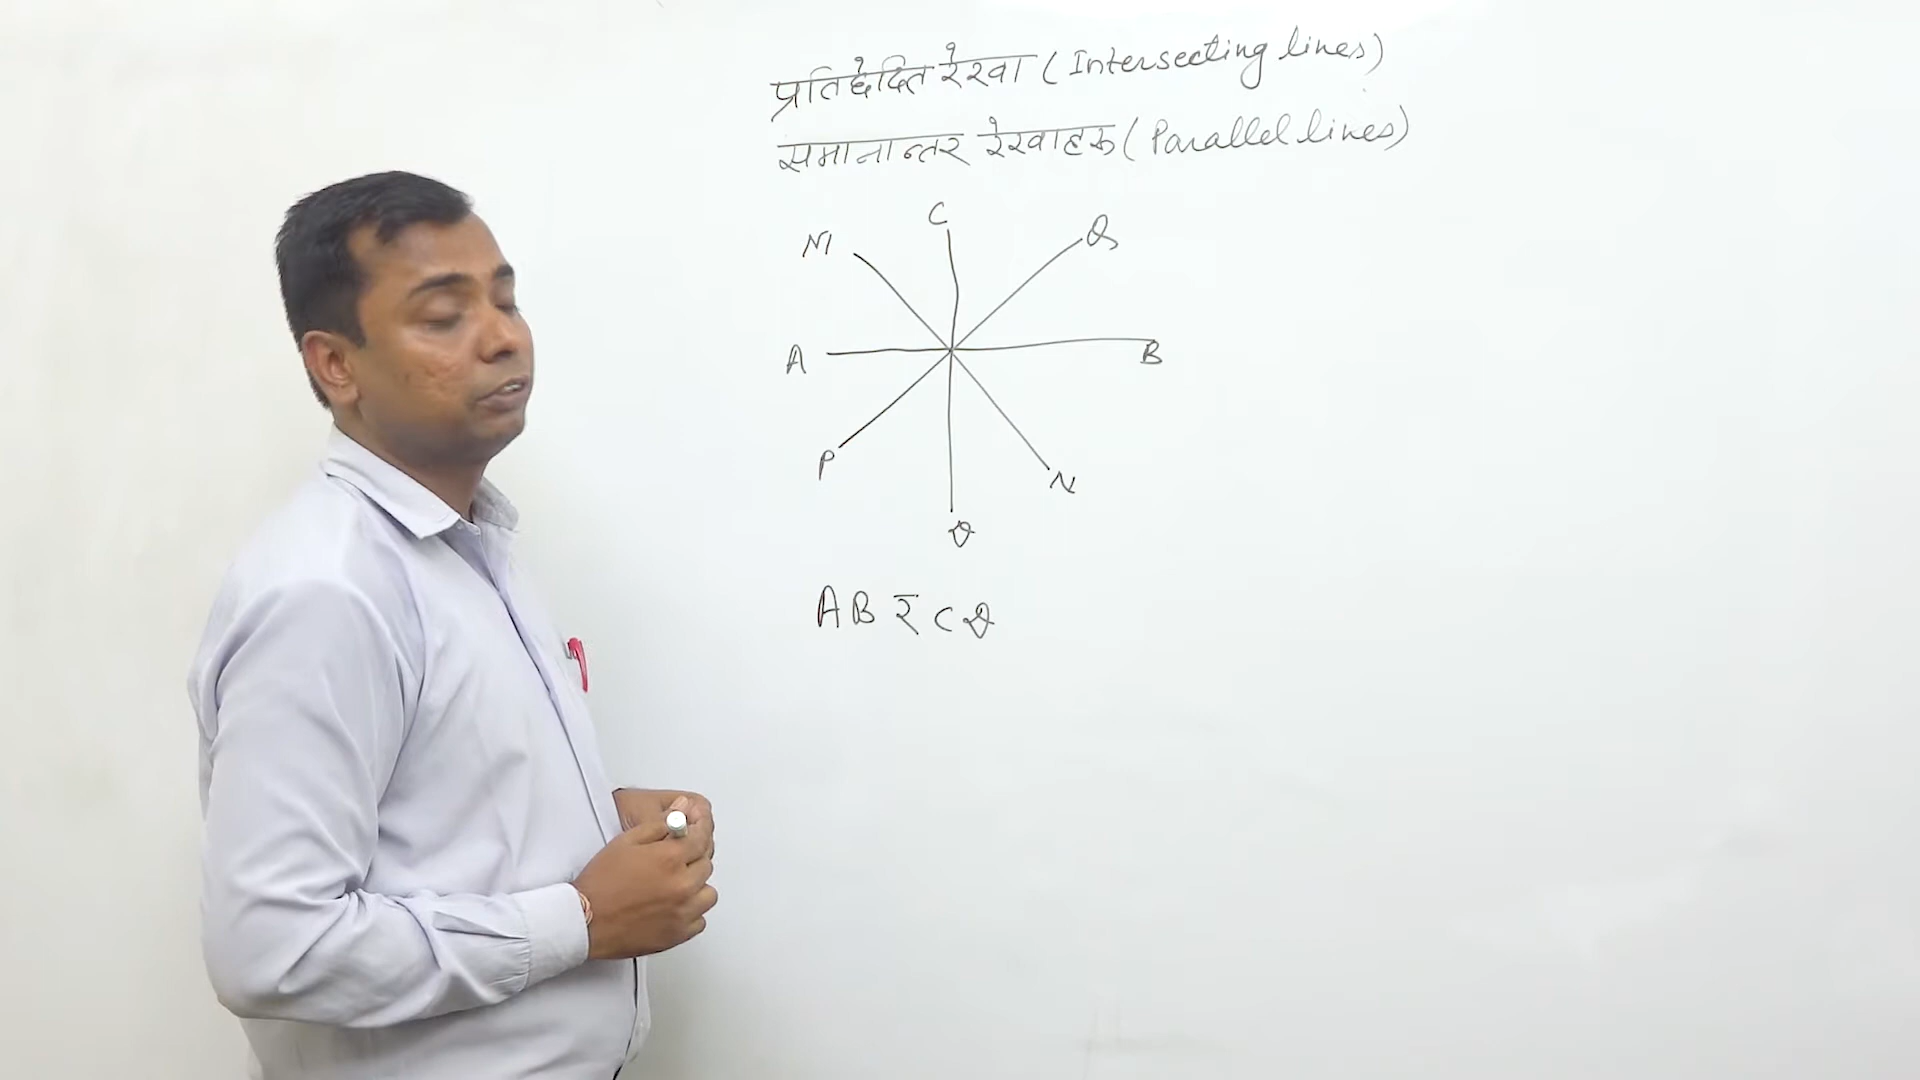 प्रतिछेदित रेखा (Intersecting lines)
समानान्तर रेखाहरू (Parallel lines)
C
M
Q
A
B
P
N
D
AB र CD